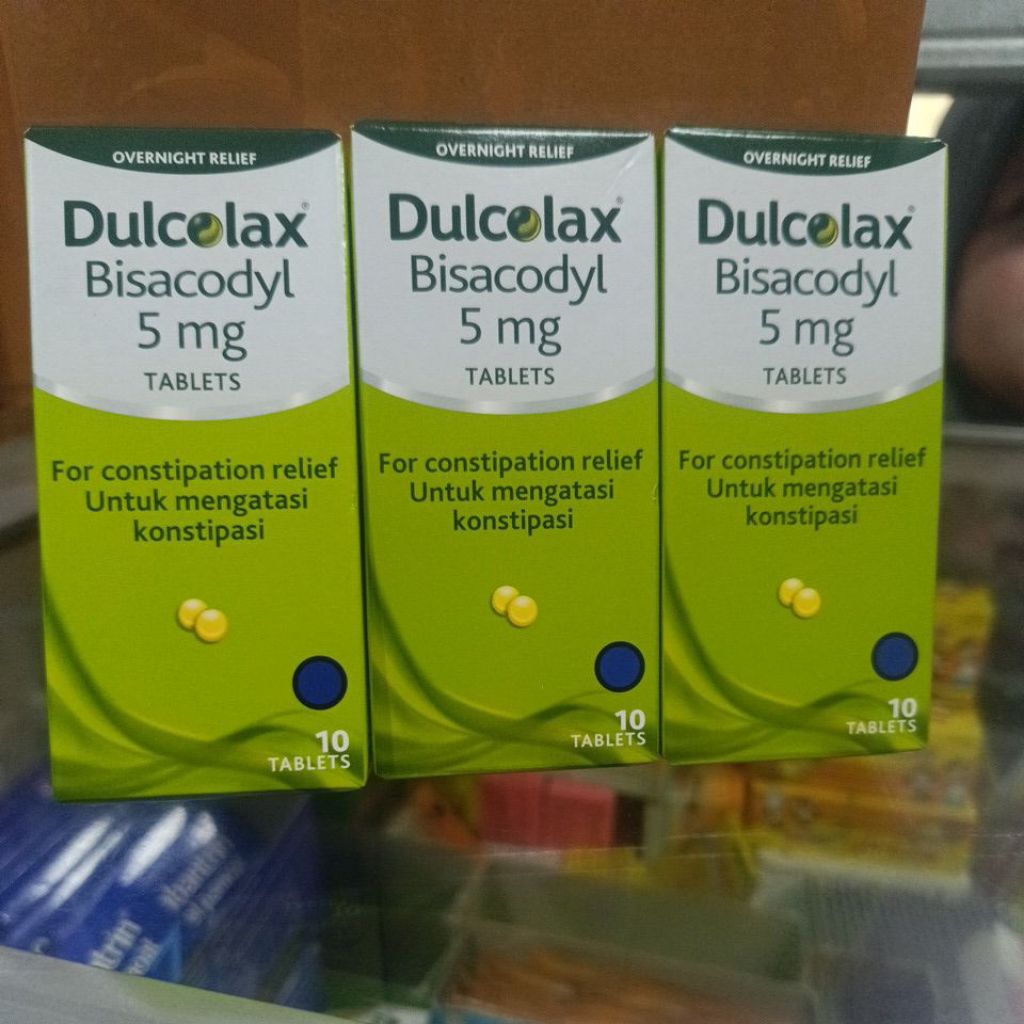 OVERNIGHT RELIEF
Dulcolax®
Bisacodyl
5 mg
TABLETS
For constipation relief
Untuk mengatasi
konstipasi
10
TABLETS
OVERNIGHT RELIEF
Dulcolax®
Bisacodyl
5 mg
TABLETS
For constipation relief
Untuk mengatasi
konstipasi
10
TABLETS
OVERNIGHT RELIEF
Dulcolax®
Bisacodyl
5 mg
TABLETS
For constipation relief
Untuk mengatasi
konstipasi
10
TABLETS